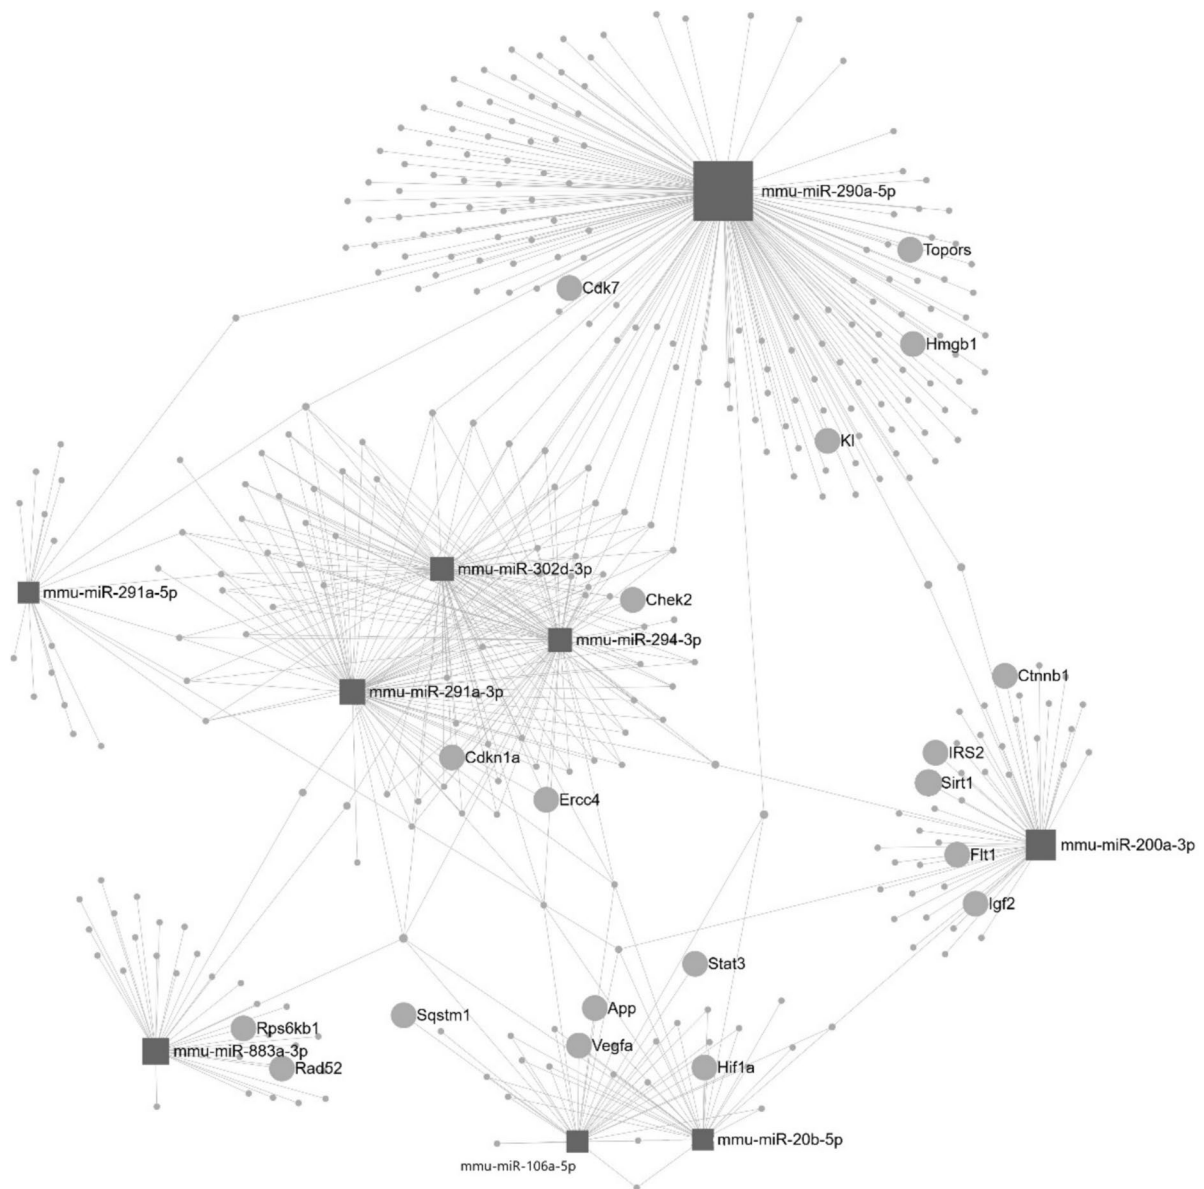 mmu-miR-290a-5p
Topors
Cdk7
Hmgb1
Kl
mmu-miR-302d-3p
mmu-miR-291a-5p
Chek2
mmu-miR-294-3p
Ctnnb1
mmu-miR-291a-3p
IRS2
Cdkn1a
Sirt1
Ercc4
mmu-miR-200a-3p
Flt1
Igf2
Stat3
App
Sqstm1
Rps6kb1
Vegfa
mmu-miR-883a-3p
Hif1a
Rad52
mmu-miR-20b-5p
mmu-miR-106a-5p